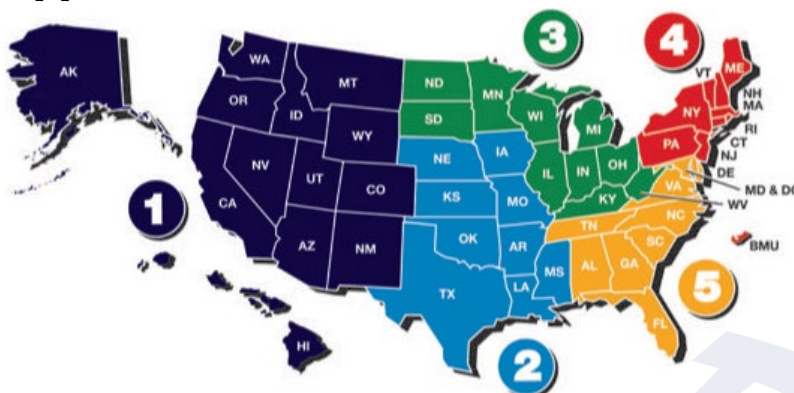 3
4
AK
WA
MT
ND
MN
VT
ME
OR
ID
SD
WI
NY
NH
MA
WY
MI
RI
CT
PA
NJ
NV
NE
IA
OH
DE
UT
IL
IN
MD & DC
CA
CO
KS
MO
KY
VA
WV
1
NC
TN
AZ
NM
OK
AR
SC
BMU
MS
AL
GA
5
TX
LA
FL
HI
2